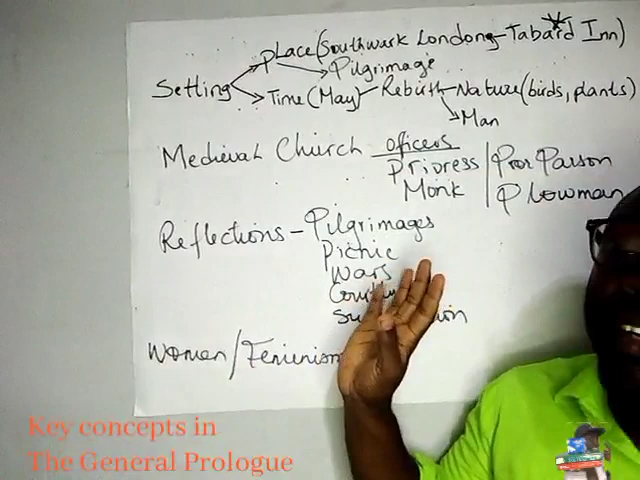 place (Southwark London - Tabard Inn)
Pilgrimage
Setting
Time (May) - Rebirth - Nature (birds, plants)
Man
Medieval Church officers
Prioress Poor Parson
Monk Plowman
Reflections - Pilgrimages
Picnic
Wars
Women / Feminism
Key concepts in
The General Prologue